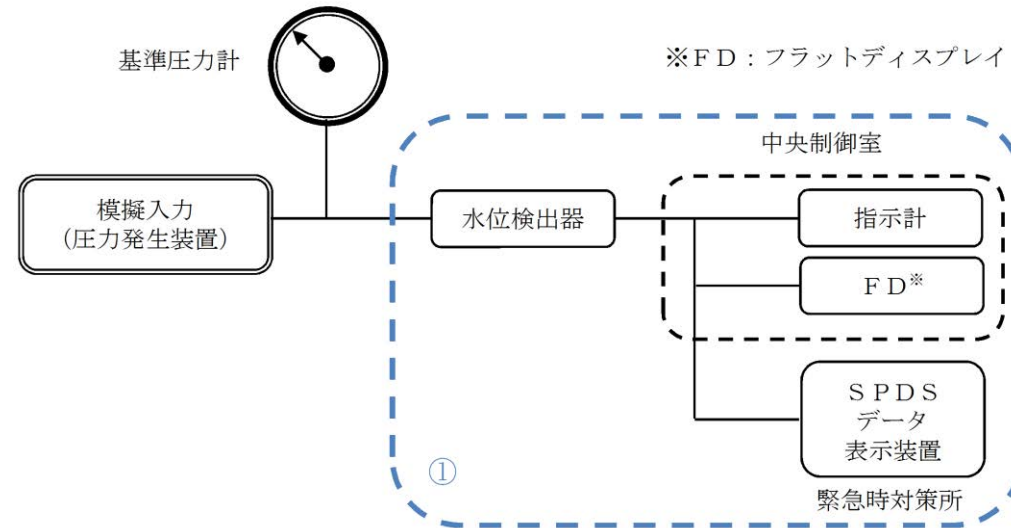 基準圧力計
※ＦＤ：フラットディスプレイ
中央制御室
模擬入力
（圧力発生装置）
水位検出器
指示計
ＦＤ※
ＳＰＤＳ
データ
表示装置
①
緊急時対策所